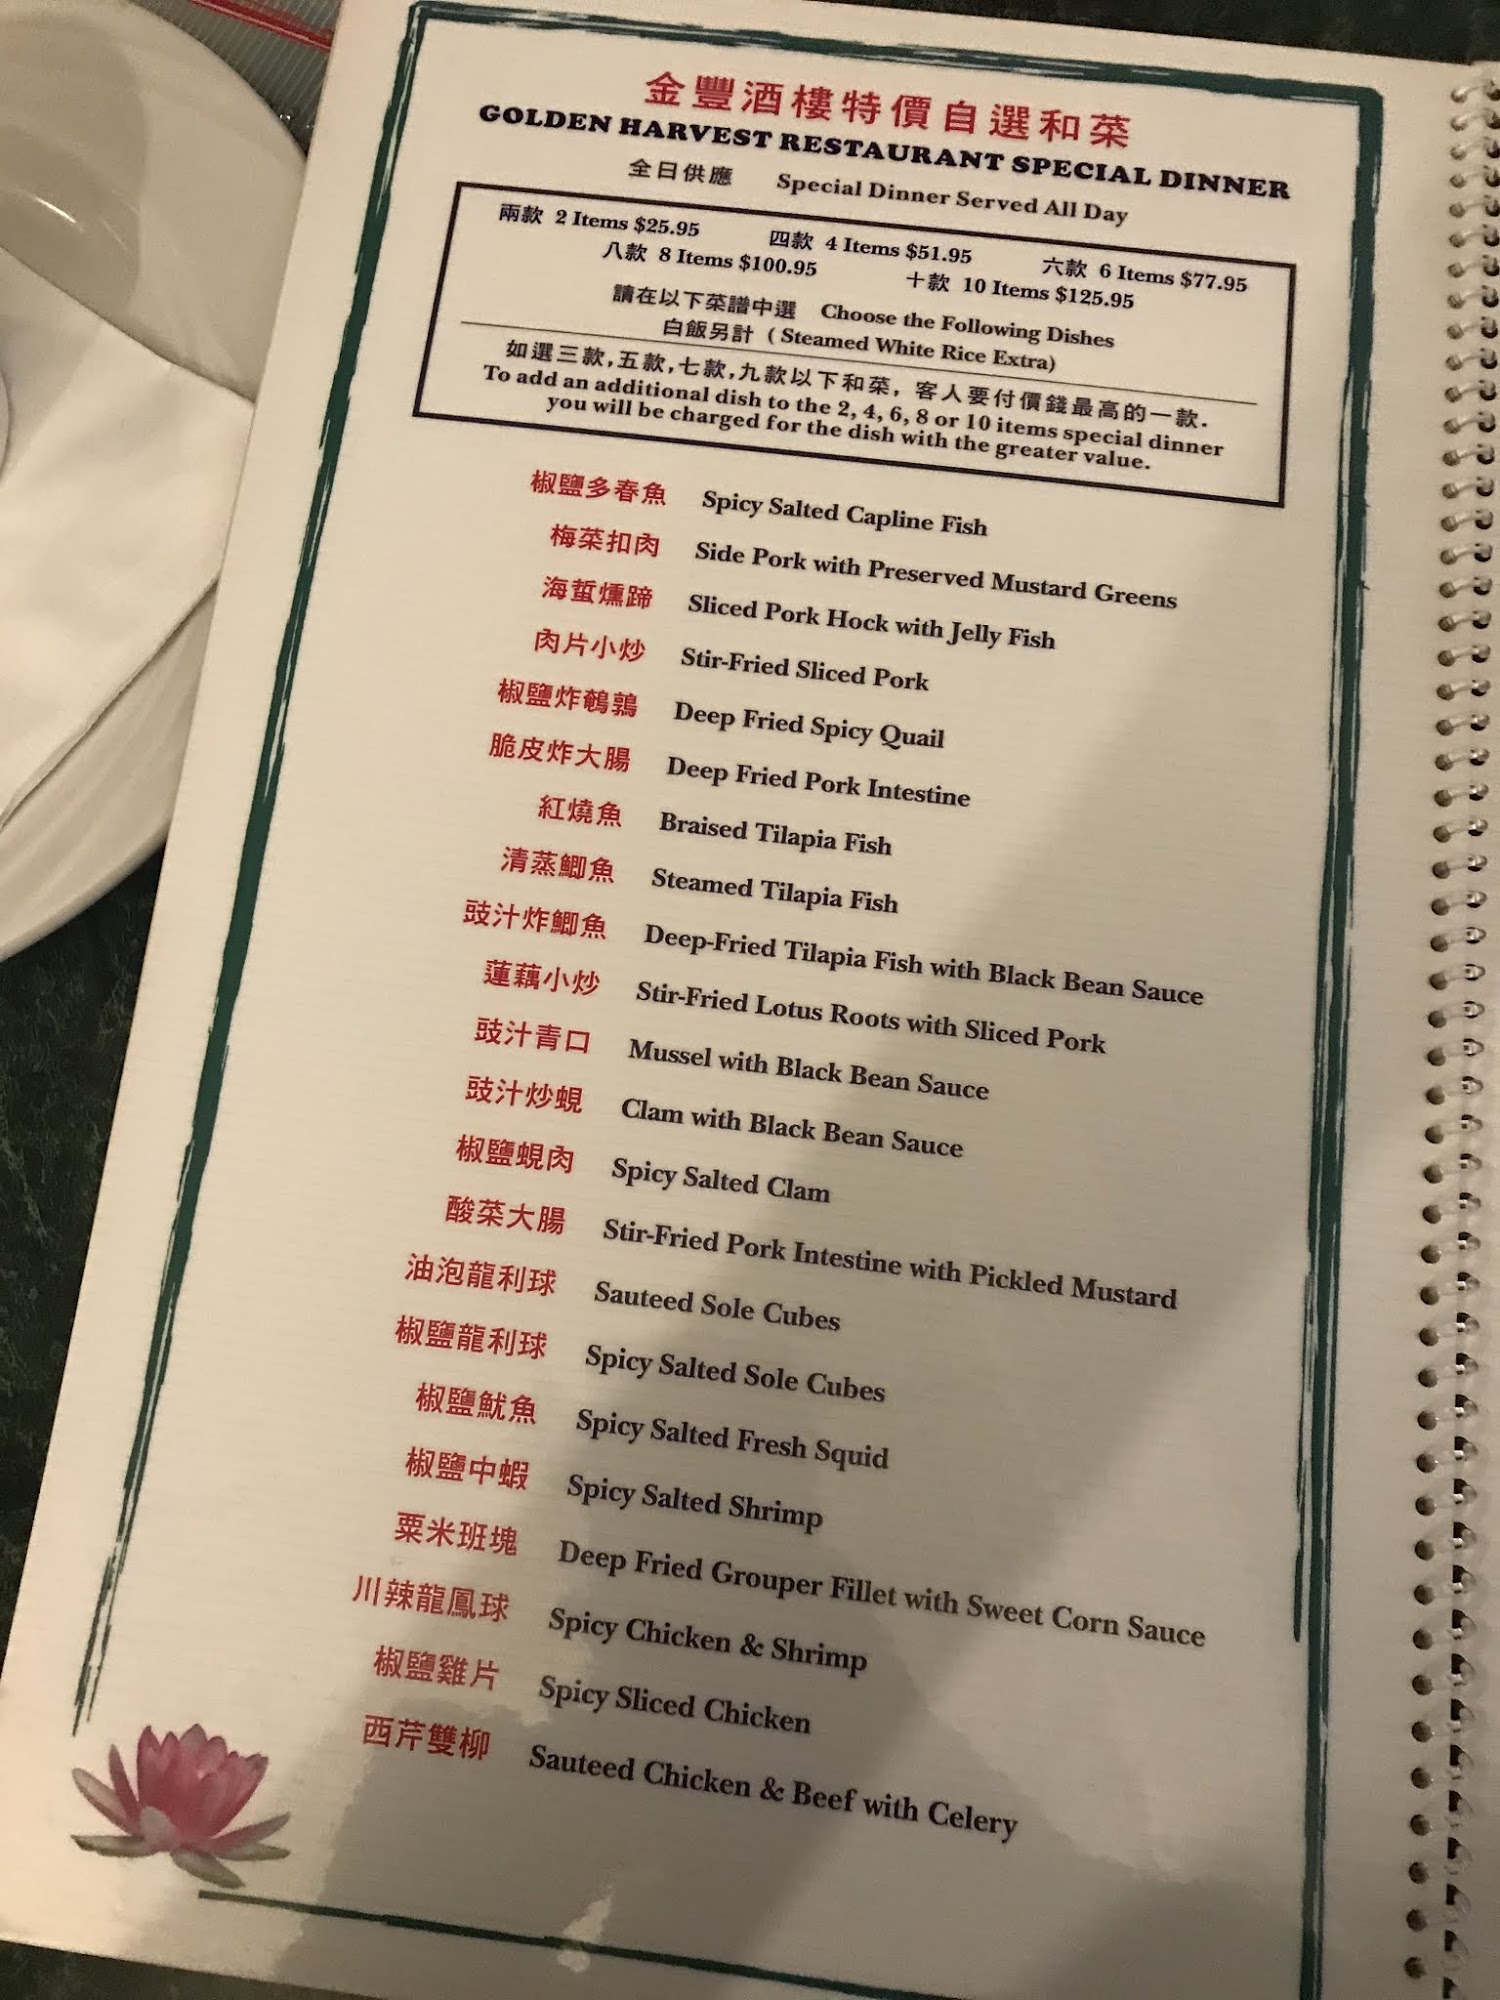 金豐酒樓特價自選和菜
GOLDEN HARVEST RESTAURANT SPECIAL DINNER
全日供應 Special Dinner Served All Day
兩款 2 Items $25.95 四款 4 Items $51.95 六款 6 Items $77.95
八款 8 Items $100.95 十款 10 Items $125.95
請在以下菜譜中選 Choose the Following Dishes
白飯另計 ( Steamed White Rice Extra)
如選三款,五款,七款,九款以下和菜, 客人要付價錢最高的一款.
To add an additional dish to the 2, 4, 6, 8 or 10 items special dinner
you will be charged for the dish with the greater value.
椒鹽多春魚 Spicy Salted Capline Fish
梅菜扣肉 Side Pork with Preserved Mustard Greens
海蜇燻蹄 Sliced Pork Hock with Jelly Fish
肉片小炒 Stir-Fried Sliced Pork
椒鹽炸鵪鶉 Deep Fried Spicy Quail
脆皮炸大腸 Deep Fried Pork Intestine
紅燒魚 Braised Tilapia Fish
清蒸鯽魚 Steamed Tilapia Fish
豉汁炸鯽魚 Deep-Fried Tilapia Fish with Black Bean Sauce
蓮藕小炒 Stir-Fried Lotus Roots with Sliced Pork
豉汁青口 Mussel with Black Bean Sauce
豉汁炒蜆 Clam with Black Bean Sauce
椒鹽蜆肉 Spicy Salted Clam
酸菜大腸 Stir-Fried Pork Intestine with Pickled Mustard
油泡龍利球 Sauteed Sole Cubes
椒鹽龍利球 Spicy Salted Sole Cubes
椒鹽魷魚 Spicy Salted Fresh Squid
椒鹽中蝦 Spicy Salted Shrimp
粟米班塊 Deep Fried Grouper Fillet with Sweet Corn Sauce
川辣龍鳳球 Spicy Chicken & Shrimp
椒鹽雞片 Spicy Sliced Chicken
西芹雙柳 Sauteed Chicken & Beef with Celery